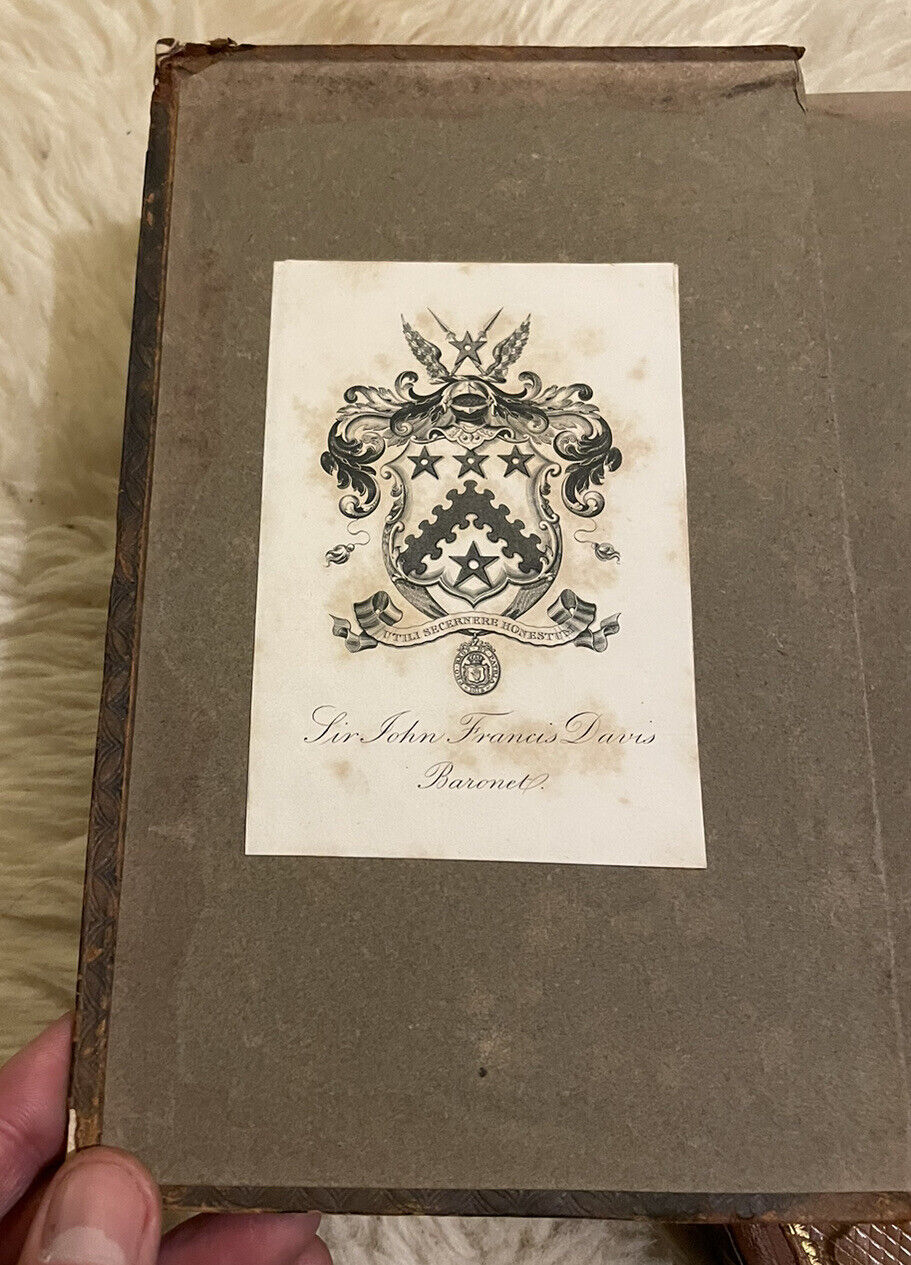 UTILI SECERNERE HONESTUM
Sir John Francis Davis
Baronet.